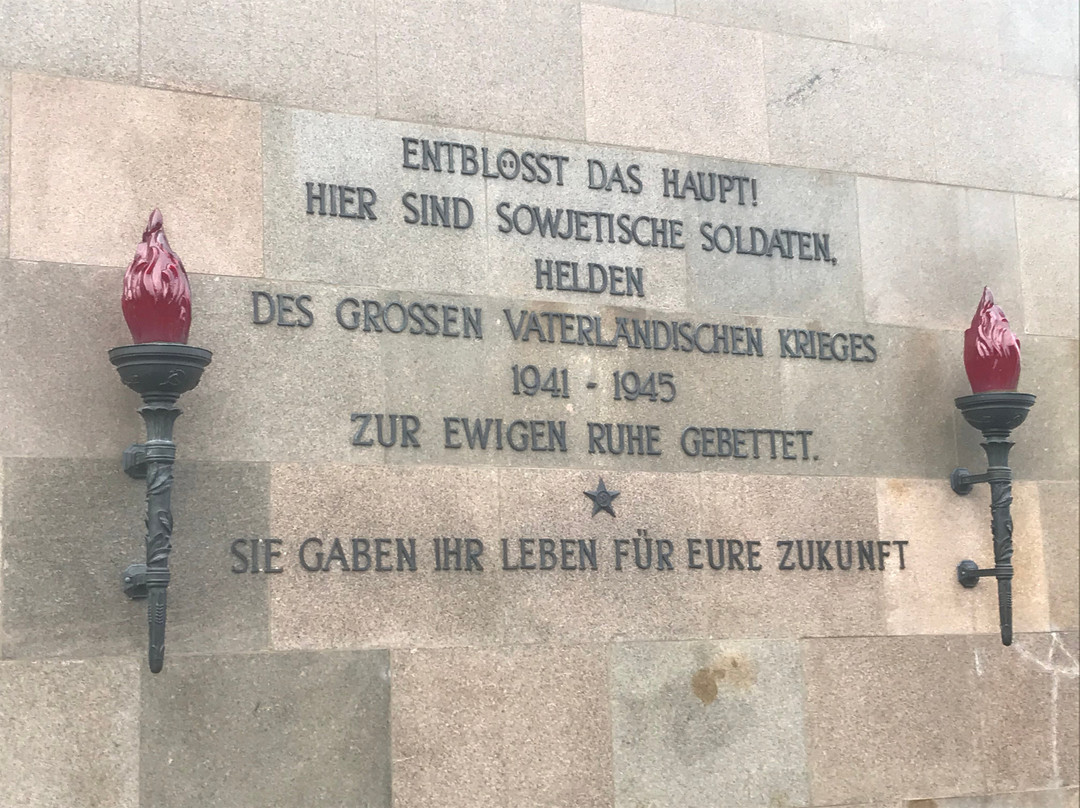 ENTBLÖSST DAS HAUPT!
HIER SIND SOWJETISCHE SOLDATEN,
HELDEN
DES GROSSEN VATERLÄNDISCHEN KRIEGES
1941 - 1945
ZUR EWIGEN RUHE GEBETTET.
SIE GABEN IHR LEBEN FÜR EURE ZUKUNFT